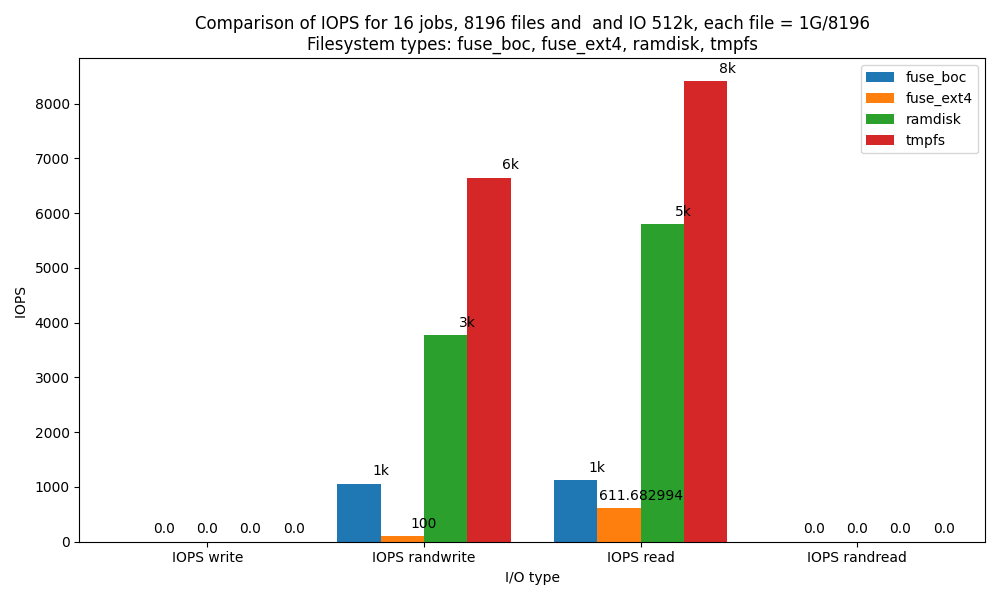 Comparison of IOPS for 16 jobs, 8196 files and  and IO 512k, each file = 1G/8196
Filesystem types: fuse_boc, fuse_ext4, ramdisk, tmpfs
fuse_boc
fuse_ext4
ramdisk
tmpfs
IOPS
8000
7000
6000
5000
4000
3000
2000
1000
0
0.0 0.0 0.0 0.0
1k 100 3k 6k
1k 611.682994 5k 8k
0.0 0.0 0.0 0.0
IOPS write IOPS randwrite IOPS read IOPS randread
I/O type